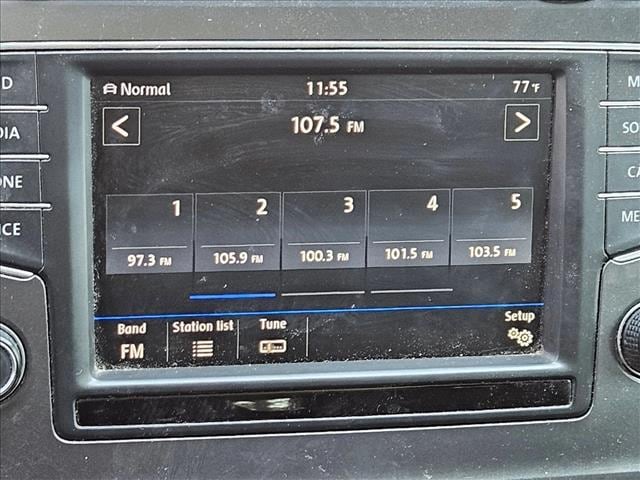 Normal 11:55 77°F
107.5 FM
1 2 3 4 5
97.3 FM 105.9 FM 100.3 FM 101.5 FM 103.5 FM
Band Station list Tune Setup
FM